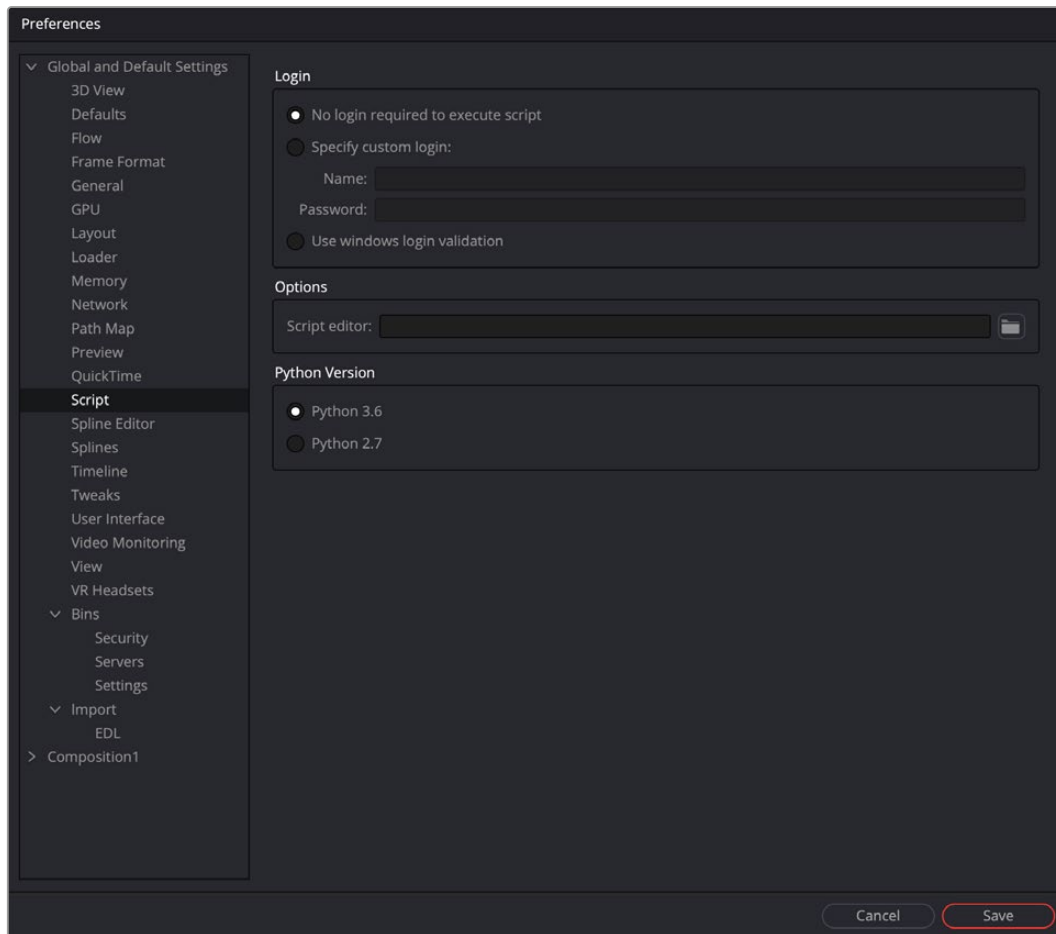 Preferences
Global and Default Settings
3D View
Defaults
Flow
Frame Format
General
GPU
Layout
Loader
Memory
Network
Path Map
Preview
QuickTime
Script
Spline Editor
Splines
Timeline
Tweaks
User Interface
Video Monitoring
View
VR Headsets
Bins
Security
Servers
Settings
Import
EDL
Composition1
Login
No login required to execute script
Specify custom login:
Name:
Password:
Use windows login validation
Options
Script editor:
Python Version
Python 3.6
Python 2.7
Cancel
Save